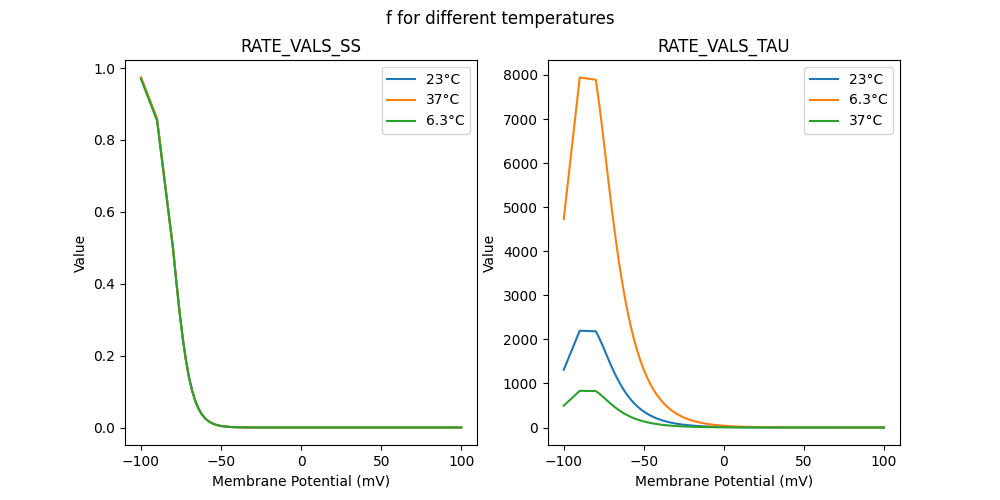 f for different temperatures
RATE_VALS_SS
RATE_VALS_TAU
1.0
0.8
0.6
0.4
0.2
0.0
Value
−100
−50
0
50
100
Membrane Potential (mV)
23°C
37°C
6.3°C
8000
7000
6000
5000
4000
3000
2000
1000
0
Value
−100
−50
0
50
100
Membrane Potential (mV)
23°C
6.3°C
37°C